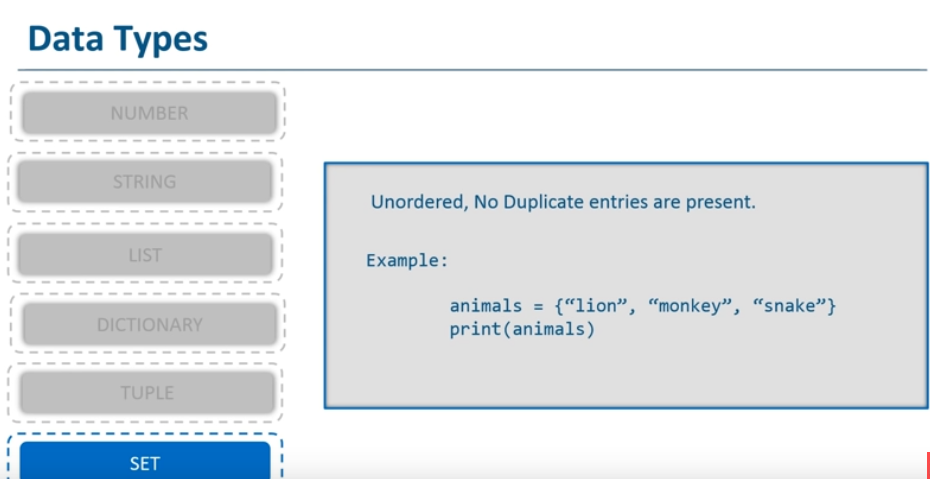 Data Types
NUMBER
STRING
LIST
DICTIONARY
TUPLE
SET
Unordered, No Duplicate entries are present.
Example:
animals = {“lion”, “monkey”, “snake”}
print(animals)